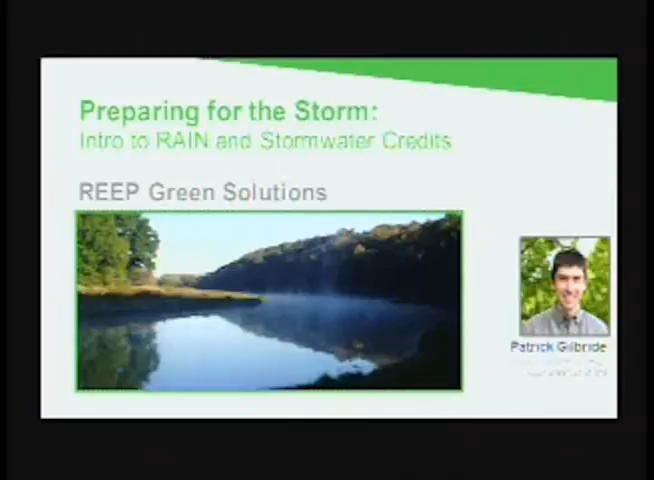 Preparing for the Storm:
Intro to RAIN and Stormwater Credits
REEP Green Solutions
Patrick Gilbride